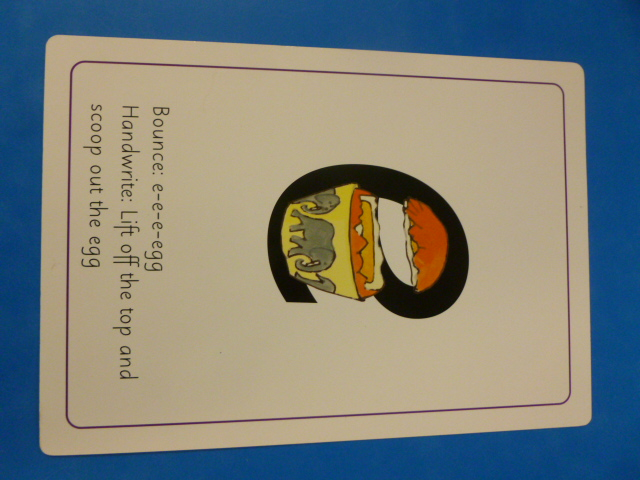 e
Bounce: e-e-e-egg
Handwrite: Lift off the top and
scoop out the egg